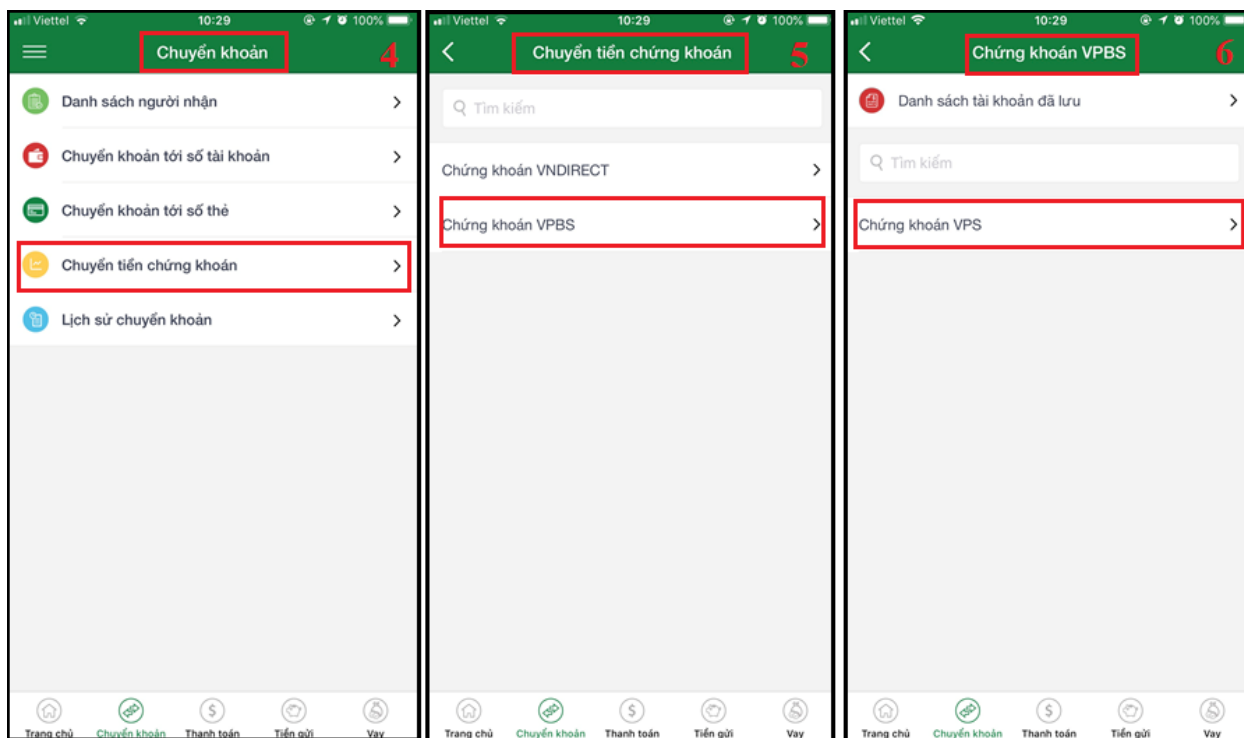 Viettel 10:29 100%
Chuyển khoản 4
Danh sách người nhận
Chuyển khoản tới số tài khoản
Chuyển khoản tới số thẻ
Chuyển tiền chứng khoán
Lịch sử chuyển khoản
Trang chủ Chuyển khoản Thanh toán Tiền gửi Vay
Viettel 10:29 100%
Chuyển tiền chứng khoán 5
Tìm kiếm
Chứng khoán VNDIRECT
Chứng khoán VPBS
Trang chủ Chuyển khoản Thanh toán Tiền gửi Vay
Viettel 10:29 100%
Chứng khoán VPBS 6
Danh sách tài khoản đã lưu
Tìm kiếm
Chứng khoán VPS
Trang chủ Chuyển khoản Thanh toán Tiền gửi Vay